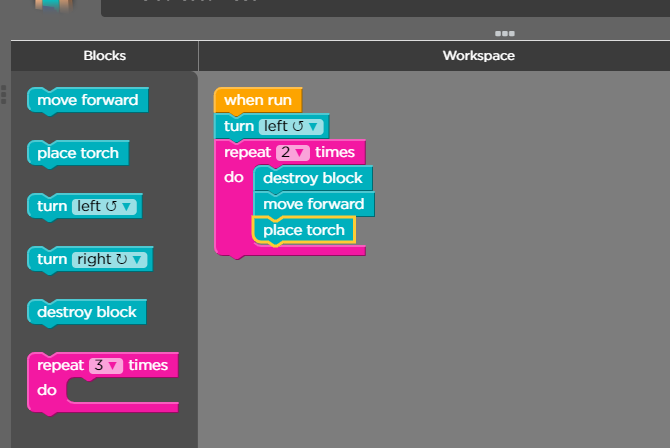 Blocks
Workspace
move forward
place torch
turn left ↺ ▼
turn right ↻ ▼
destroy block
repeat 3 ▼ times
do
when run
turn left ↺ ▼
repeat 2 ▼ times
do
destroy block
move forward
place torch